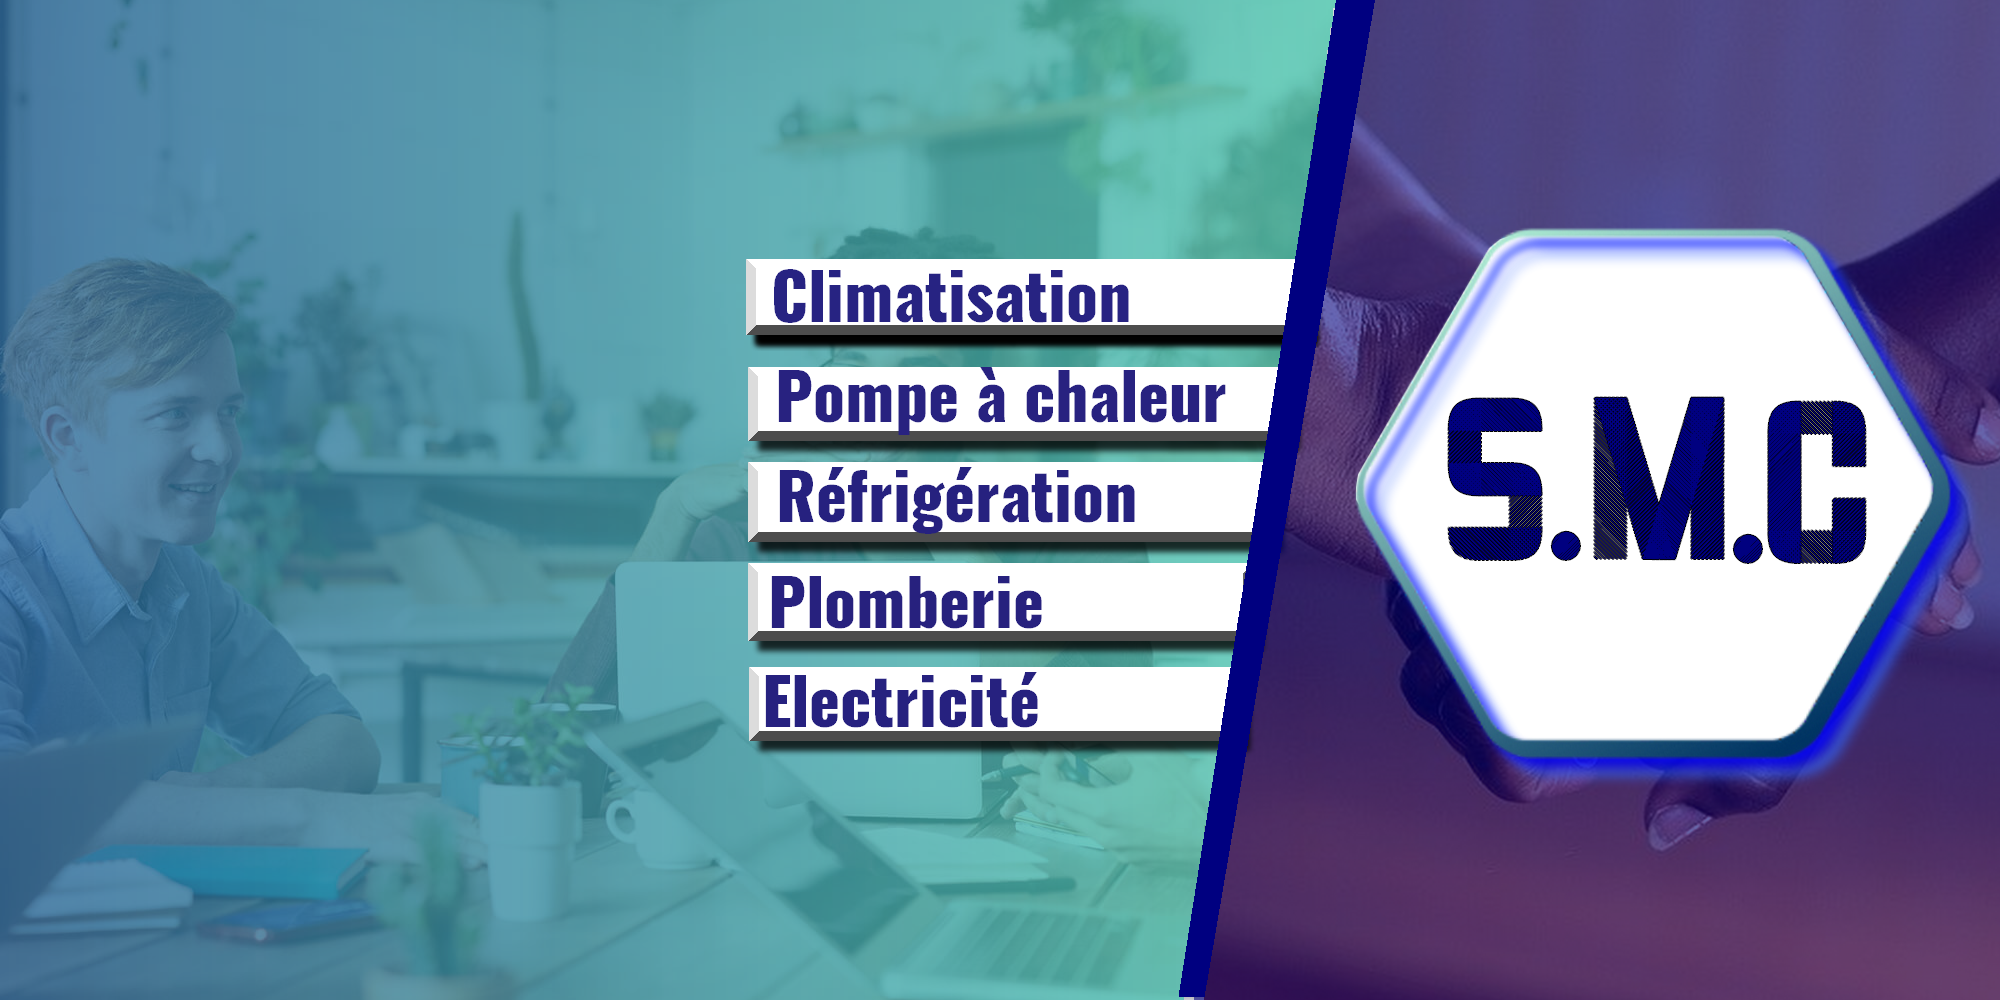 Climatisation
Pompe à chaleur
Réfrigération
Plomberie
Electricité
S.M.C